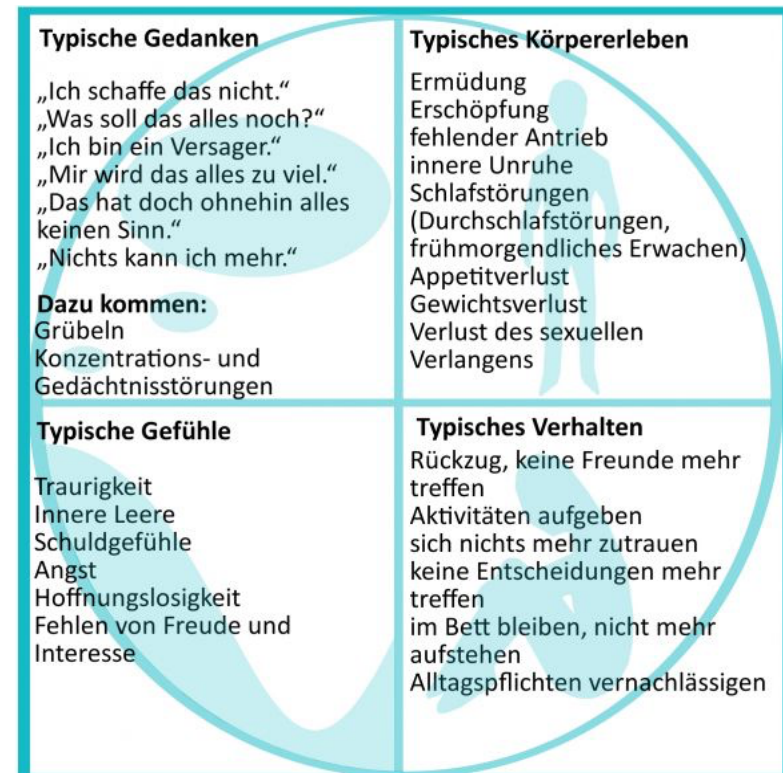 Typische Gedanken
„Ich schaffe das nicht.“
„Was soll das alles noch?“
„Ich bin ein Versager.“
„Mir wird das alles zu viel.“
„Das hat doch ohnehin alles
keinen Sinn.“
„Nichts kann ich mehr.“
Dazu kommen:
Grübeln
Konzentrations- und
Gedächtnisstörungen
Typisches Körpererleben
Ermüdung
Erschöpfung
fehlender Antrieb
innere Unruhe
Schlafstörungen
(Durchschlafstörungen,
frühmorgendliches Erwachen)
Appetitverlust
Gewichtsverlust
Verlust des sexuellen
Verlangens
Typische Gefühle
Traurigkeit
Innere Leere
Schuldgefühle
Angst
Hoffnungslosigkeit
Fehlen von Freude und
Interesse
Typisches Verhalten
Rückzug, keine Freunde mehr
treffen
Aktivitäten aufgeben
sich nichts mehr zutrauen
keine Entscheidungen mehr
treffen
im Bett bleiben, nicht mehr
aufstehen
Alltagspflichten vernachlässigen